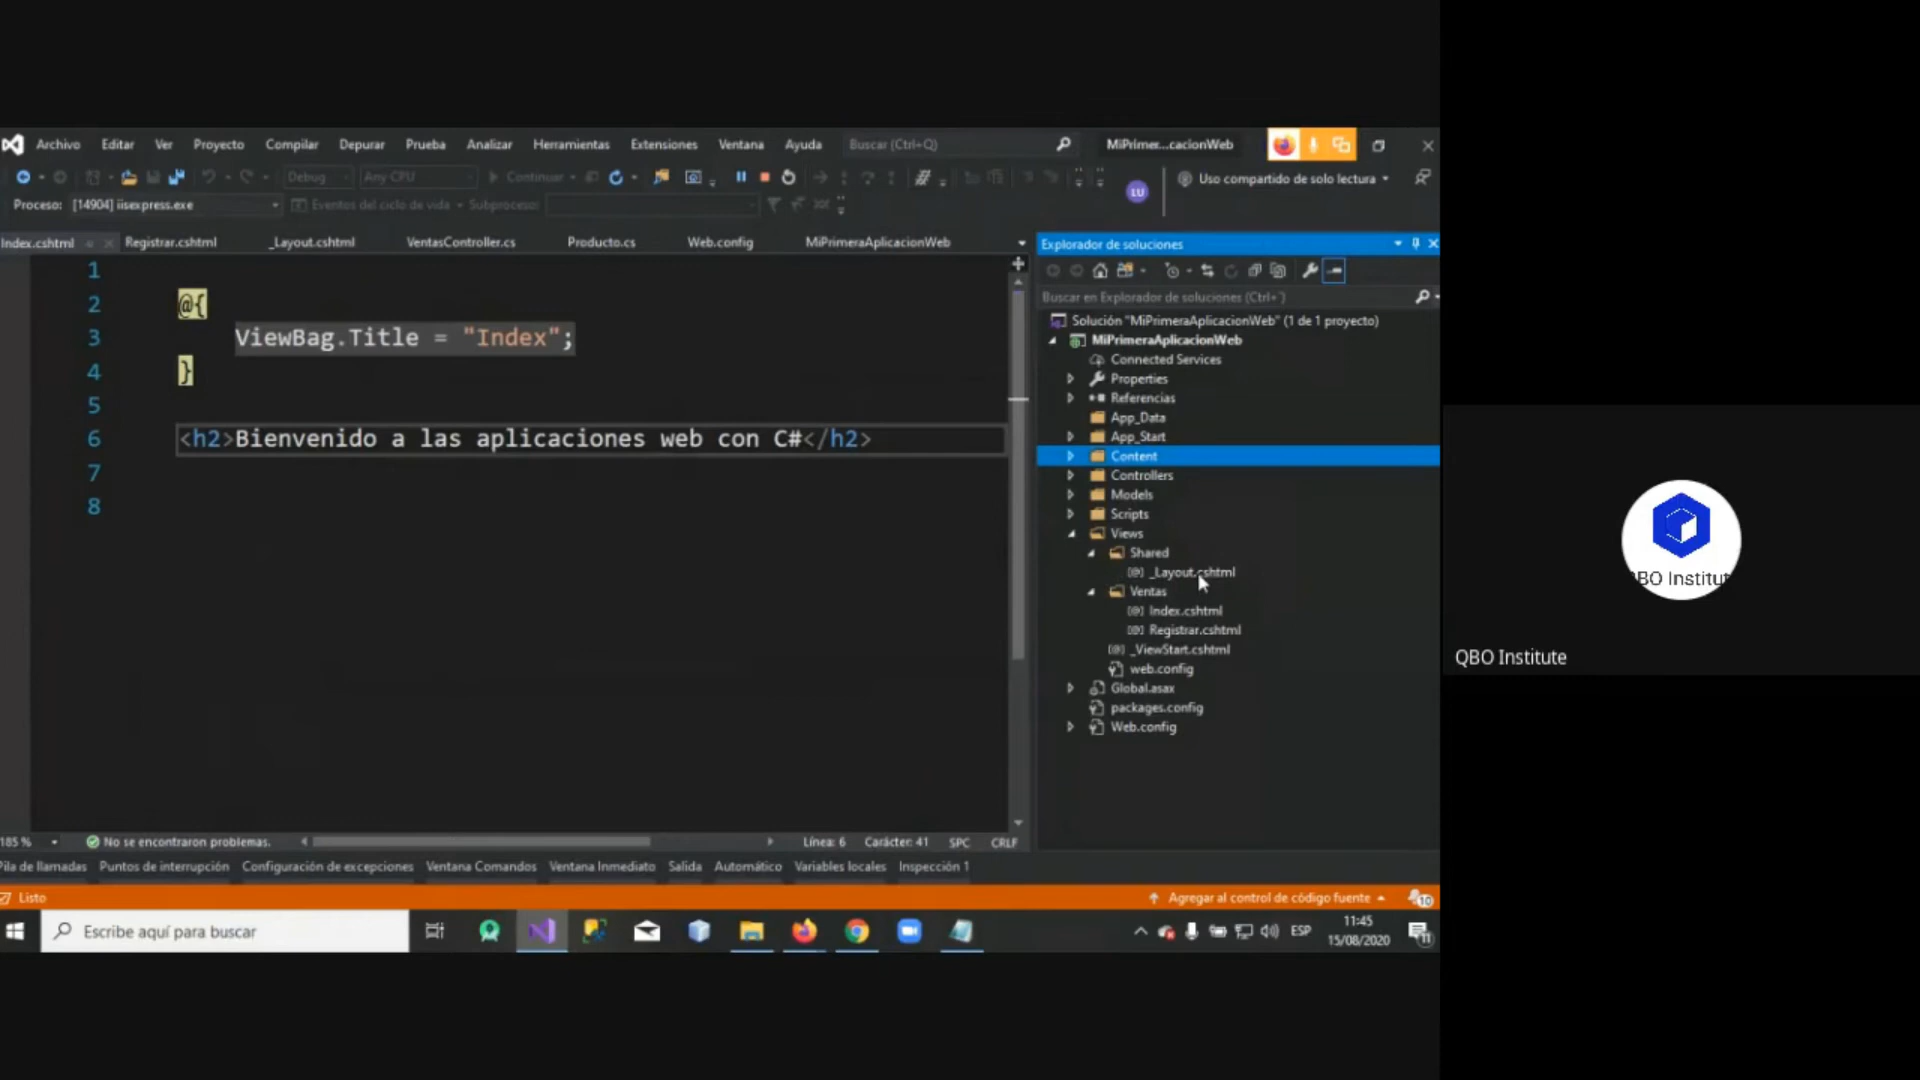 Archivo Editar Ver Proyecto Compilar Depurar Prueba Analizar Herramientas Extensiones Ventana Ayuda Buscar (Ctrl+Q) MiPrimer...cacionWeb
Debug Any CPU Continuar LU Uso compartido de solo lectura
Proceso: [14904] iisexpress.exe Eventos del ciclo de vida Subproceso:
Index.cshtml Registrar.cshtml _Layout.cshtml VentasController.cs Producto.cs Web.config MiPrimeraAplicacionWeb
1
2 @{
3 ViewBag.Title = "Index";
4 }
5
6 <h2>Bienvenido a las aplicaciones web con C#</h2>
7
8
Explorador de soluciones
Buscar en Explorador de soluciones (Ctrl+´)
Solución "MiPrimeraAplicacionWeb" (1 de 1 proyecto)
MiPrimeraAplicacionWeb
Connected Services
Properties
Referencias
App_Data
App_Start
Content
Controllers
Models
Scripts
Views
Shared
_Layout.cshtml
Ventas
Index.cshtml
Registrar.cshtml
_ViewStart.cshtml
web.config
Global.asax
packages.config
Web.config
185 % No se encontraron problemas. Línea: 6 Carácter: 41 SPC CRLF
Pila de llamadas Puntos de interrupción Configuración de excepciones Ventana Comandos Ventana Inmediato Salida Automático Variables locales Inspección 1
Listo Agregar al control de código fuente 10
Escribe aquí para buscar ESP 11:45
15/08/2020 11
QBO Institut
QBO Institute